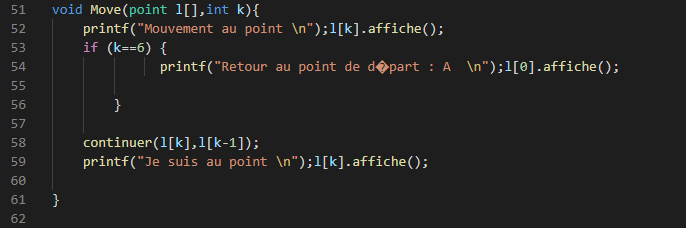 51 void Move(point l[],int k){
52     printf("Mouvement au point \n");l[k].affiche();
53     if (k==6) {
54               printf("Retour au point de d�part : A  \n");l[0].affiche();
55
56         }
57
58     continuer(l[k],l[k-1]);
59     printf("Je suis au point \n");l[k].affiche();
60
61 }
62